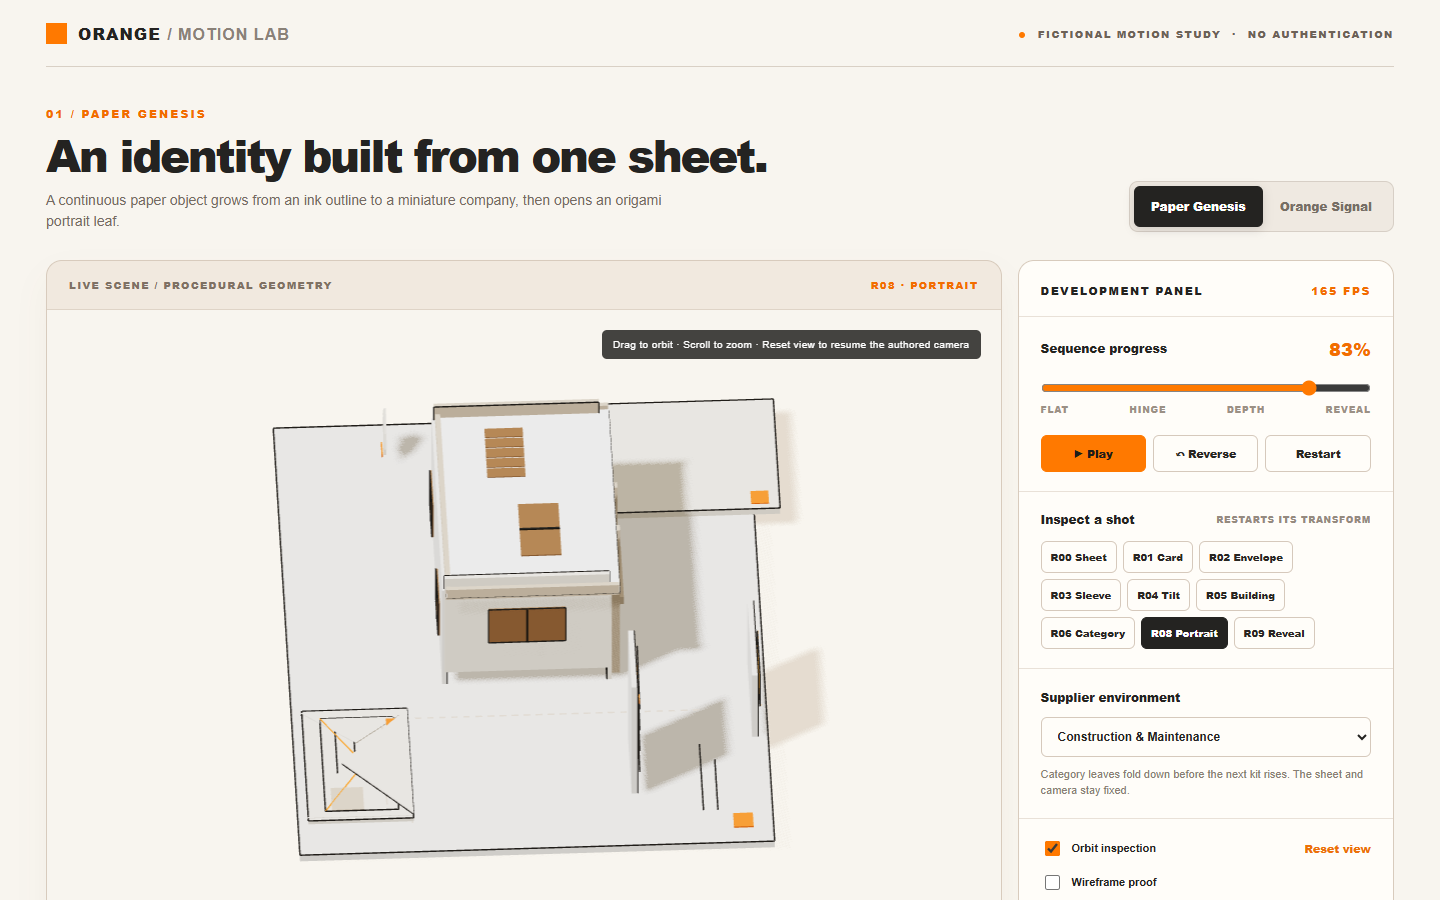 ORANGE / MOTION LAB
FICTIONAL MOTION STUDY · NO AUTHENTICATION
01 / PAPER GENESIS
An identity built from one sheet.
A continuous paper object grows from an ink outline to a miniature company, then opens an origami
portrait leaf.
Paper Genesis
Orange Signal
LIVE SCENE / PROCEDURAL GEOMETRY
R08 · PORTRAIT
Drag to orbit · Scroll to zoom · Reset view to resume the authored camera
DEVELOPMENT PANEL
165 FPS
Sequence progress
83%
FLAT
HINGE
DEPTH
REVEAL
Play
Reverse
Restart
Inspect a shot
RESTARTS ITS TRANSFORM
R00 Sheet
R01 Card
R02 Envelope
R03 Sleeve
R04 Tilt
R05 Building
R06 Category
R08 Portrait
R09 Reveal
Supplier environment
Construction & Maintenance
Category leaves fold down before the next kit rises. The sheet and
camera stay fixed.
Orbit inspection
Reset view
Wireframe proof